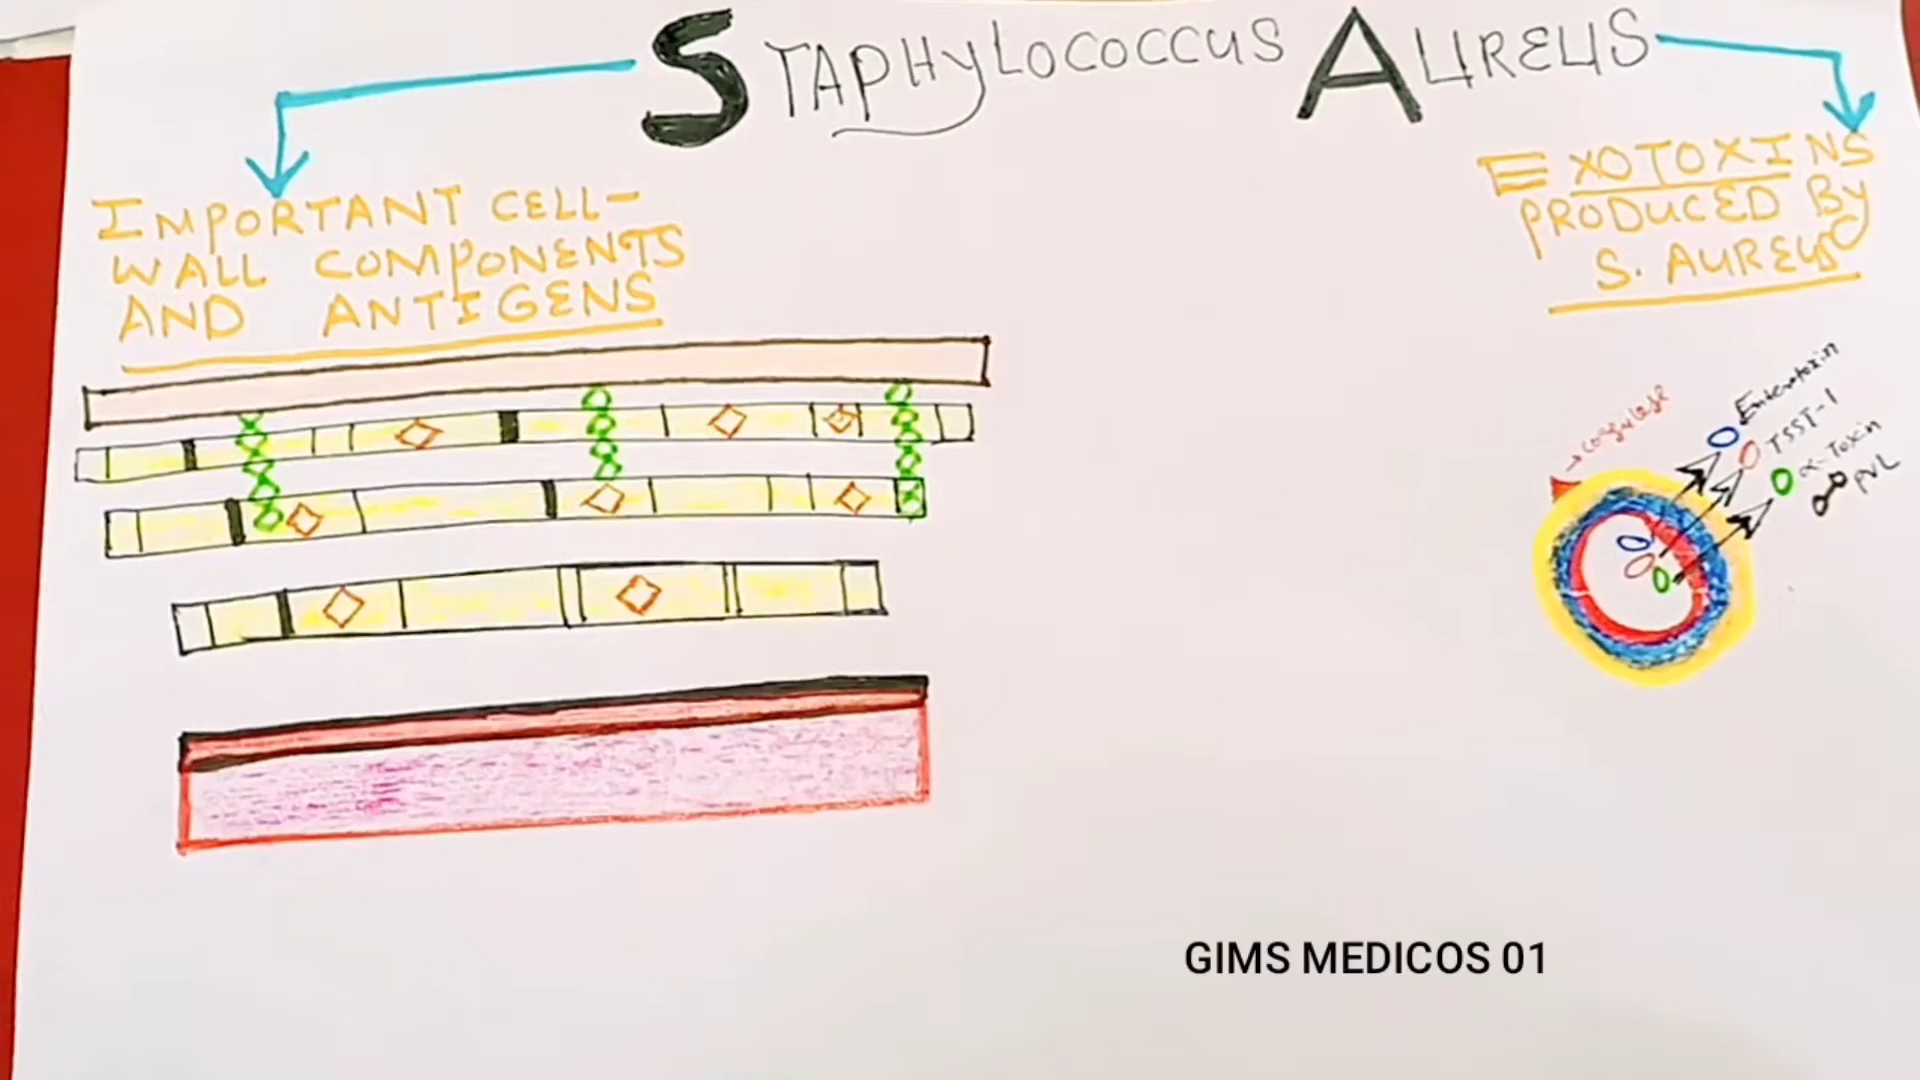 STAPHYLOCOCCUS AUREUS
IMPORTANT CELL-
WALL COMPONENTS
AND ANTIGENS
EXOTOXINS
PRODUCED BY
S. AUREUS
coagulase
Enterotoxin
TSST-1
α-Toxin
PVL
GIMS MEDICOS 01